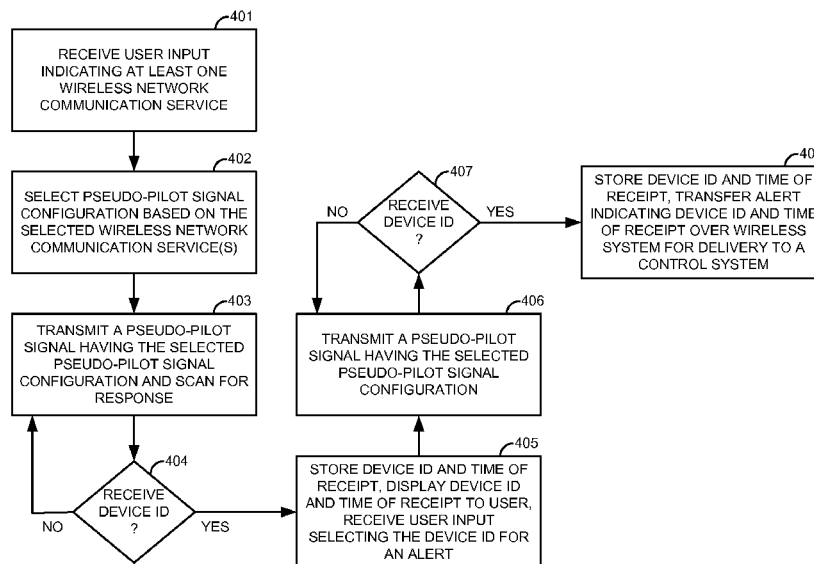 401
RECEIVE USER INPUT
INDICATING AT LEAST ONE
WIRELESS NETWORK
COMMUNICATION SERVICE
402
SELECT PSEUDO-PILOT SIGNAL
CONFIGURATION BASED ON THE
SELECTED WIRELESS NETWORK
COMMUNICATION SERVICE(S)
403
TRANSMIT A PSEUDO-PILOT
SIGNAL HAVING THE SELECTED
PSEUDO-PILOT SIGNAL
CONFIGURATION AND SCAN FOR
RESPONSE
404
RECEIVE
DEVICE ID
?
NO
YES
405
STORE DEVICE ID AND TIME OF
RECEIPT, DISPLAY DEVICE ID
AND TIME OF RECEIPT TO USER,
RECEIVE USER INPUT
SELECTING THE DEVICE ID FOR
AN ALERT
406
TRANSMIT A PSEUDO-PILOT
SIGNAL HAVING THE SELECTED
PSEUDO-PILOT SIGNAL
CONFIGURATION
407
RECEIVE
DEVICE ID
?
NO
YES
STORE DEVICE ID AND TIME OF
RECEIPT, TRANSFER ALERT
INDICATING DEVICE ID AND TIME
OF RECEIPT OVER WIRELESS
SYSTEM FOR DELIVERY TO A
CONTROL SYSTEM